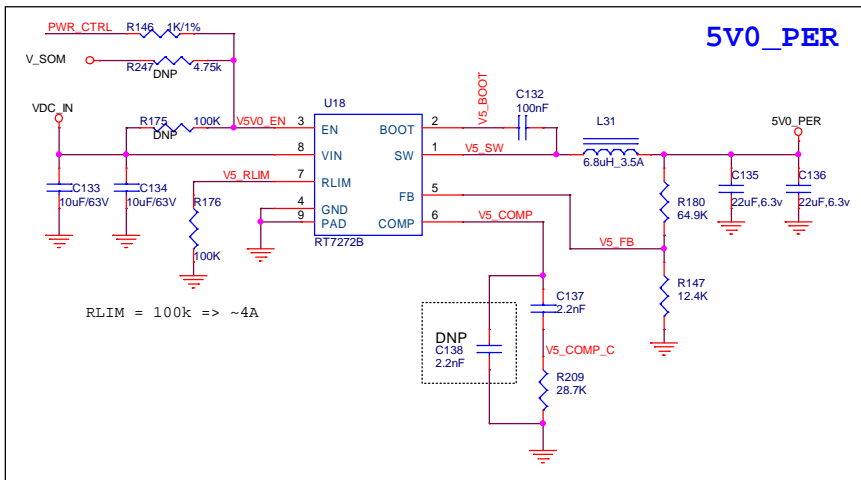 5V0_PER
PWR_CTRL
R146
1K/1%
V_SOM
R247
4.75k
DNP
VDC_IN
R175
100K
DNP
V5V0_EN
U18
3
EN
BOOT
2
8
VIN
SW
1
7
RLIM
FB
5
4
GND
COMP
6
9
PAD
RT7272B
V5_BOOT
C132
100nF
V5_SW
L31
6.8uH_3.5A
5V0_PER
C133
10uF/63V
C134
10uF/63V
V5_RLIM
R176
100K
V5_COMP
V5_FB
R180
64.9K
C135
22uF,6.3v
C136
22uF,6.3v
R147
12.4K
RLIM = 100k => ~4A
C137
2.2nF
DNP
C138
2.2nF
V5_COMP_C
R209
28.7K